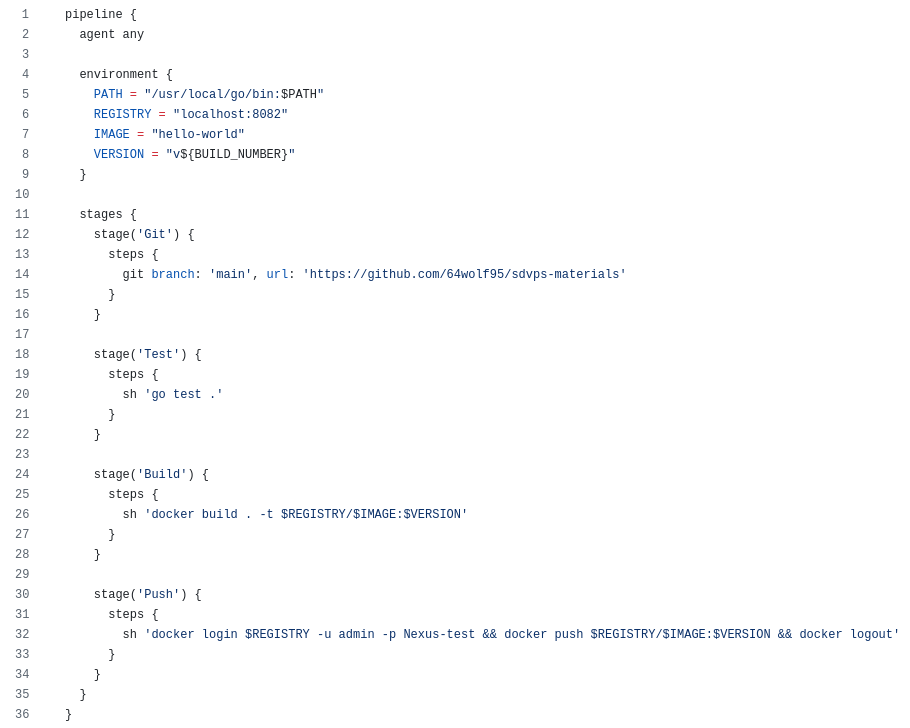 1 pipeline {
2   agent any
3
4   environment {
5     PATH = "/usr/local/go/bin:$PATH"
6     REGISTRY = "localhost:8082"
7     IMAGE = "hello-world"
8     VERSION = "v${BUILD_NUMBER}"
9   }
10
11   stages {
12     stage('Git') {
13       steps {
14         git branch: 'main', url: 'https://github.com/64wolf95/sdvps-materials'
15       }
16     }
17
18     stage('Test') {
19       steps {
20         sh 'go test .'
21       }
22     }
23
24     stage('Build') {
25       steps {
26         sh 'docker build . -t $REGISTRY/$IMAGE:$VERSION'
27       }
28     }
29
30     stage('Push') {
31       steps {
32         sh 'docker login $REGISTRY -u admin -p Nexus-test && docker push $REGISTRY/$IMAGE:$VERSION && docker logout'
33       }
34     }
35   }
36 }